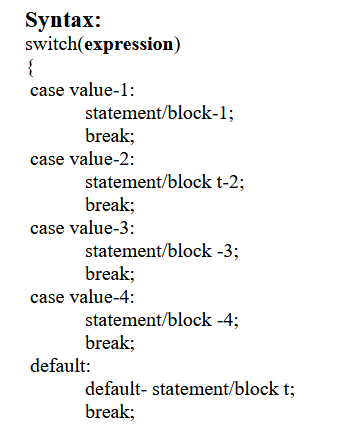 Syntax:
switch(expression)
{
case value-1:
statement/block-1;
break;
case value-2:
statement/block t-2;
break;
case value-3:
statement/block -3;
break;
case value-4:
statement/block -4;
break;
default:
default- statement/block t;
break;